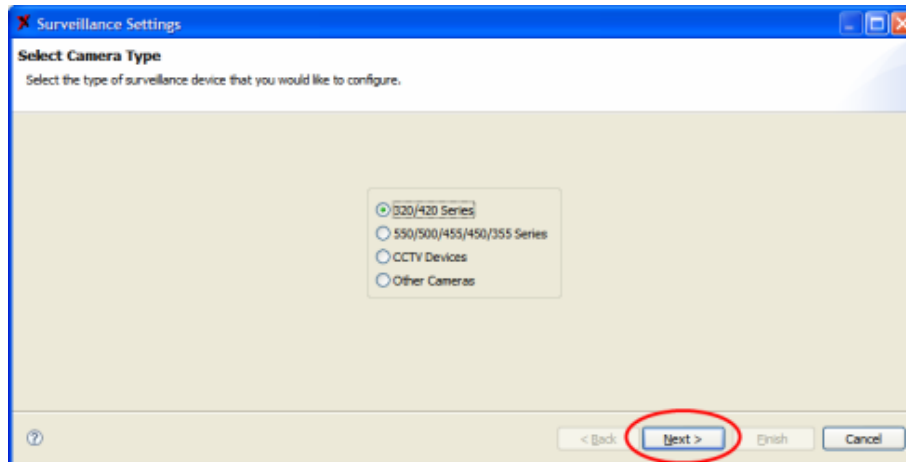 Surveillance Settings
Select Camera Type
Select the type of surveillance device that you would like to configure.
320/420 Series
550/500/455/450/355 Series
CCTV Devices
Other Cameras
< Back Next > Finish Cancel